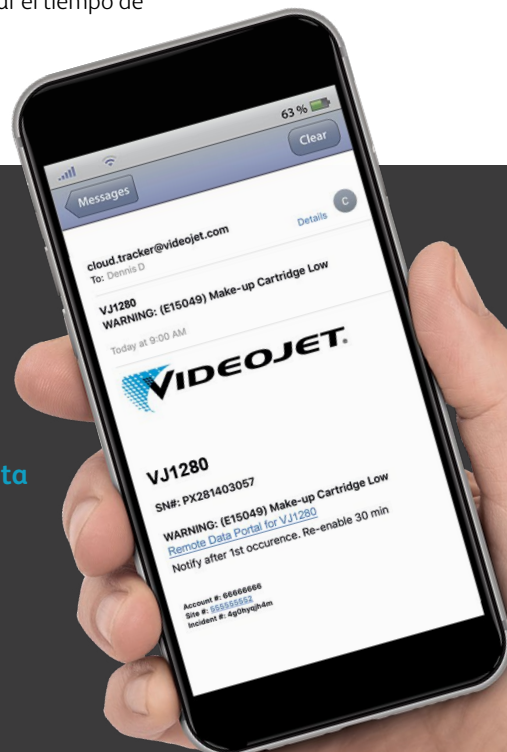 ar el tiempo de
63 %
Messages
Clear
cloud.tracker@videojet.com
To: Dennis D
Details
C
VJ1280
WARNING: (E15049) Make-up Cartridge Low
Today at 9:00 AM
VIDEOJET.
VJ1280
SN#: PX281403057
WARNING: (E15049) Make-up Cartridge Low
Remote Data Portal for VJ1280
Notify after 1st occurence. Re-enable 30 min
Account #: 66666666
Site #: 555555552
Incident #: 4g0hyqjh4m
ta